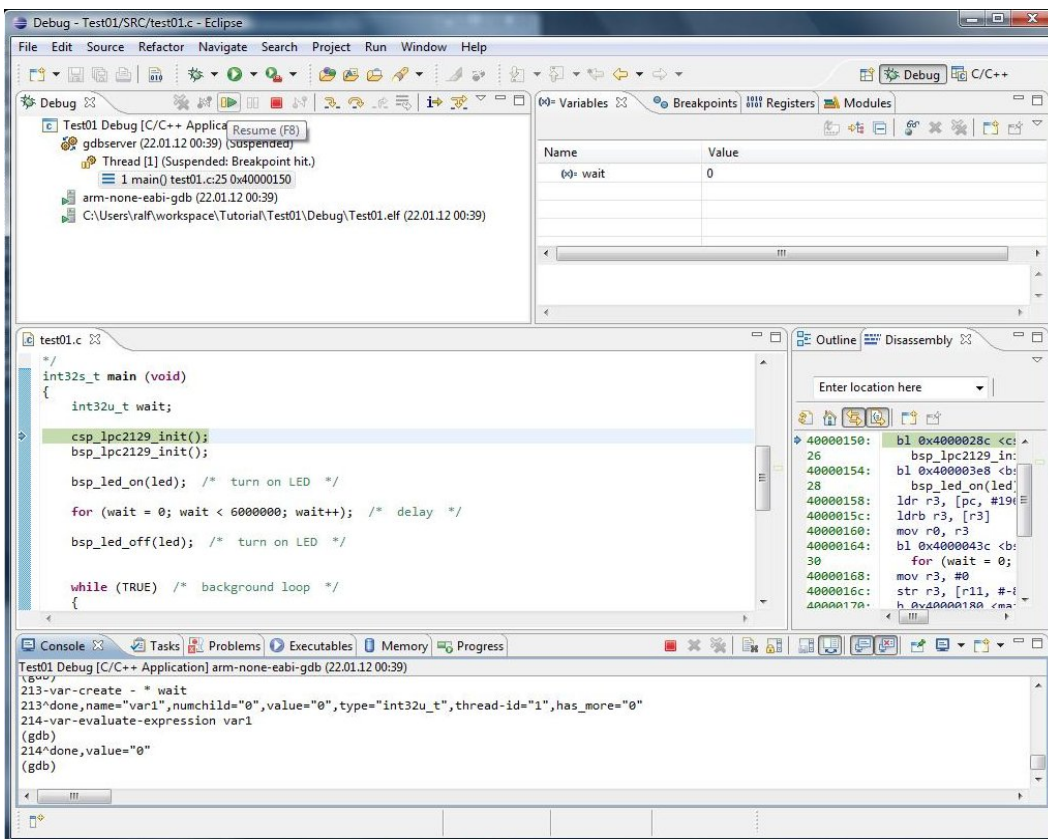 Debug - Test01/SRC/test01.c - Eclipse
File Edit Source Refactor Navigate Search Project Run Window Help
Debug C/C++
Debug
Test01 Debug [C/C++ Applica
Resume (F8)
gdbserver (22.01.12 00:39) (Suspended)
Thread [1] (Suspended: Breakpoint hit.)
1 main() test01.c:25 0x40000150
arm-none-eabi-gdb (22.01.12 00:39)
C:\Users\ralf\workspace\Tutorial\Test01\Debug\Test01.elf (22.01.12 00:39)
(x)= Variables Breakpoints Registers Modules
Name Value
(x)= wait 0
test01.c
*/
int32s_t main (void)
{
int32u_t wait;
csp_lpc2129_init();
bsp_lpc2129_init();
bsp_led_on(led); /* turn on LED */
for (wait = 0; wait < 6000000; wait++); /* delay */
bsp_led_off(led); /* turn on LED */
while (TRUE) /* background loop */
{
Outline Disassembly
Enter location here
40000150: bl 0x4000028c <cs
26 bsp_lpc2129_in:
40000154: bl 0x400003e8 <bs
28 bsp_led_on(led)
40000158: ldr r3, [pc, #196
4000015c: ldrb r3, [r3]
40000160: mov r0, r3
40000164: bl 0x4000043c <bs
30 for (wait = 0;
40000168: mov r3, #0
4000016c: str r3, [r11, #-8
40000170: b 0x40000180 <ma
Console Tasks Problems Executables Memory Progress
Test01 Debug [C/C++ Application] arm-none-eabi-gdb (22.01.12 00:39)
(gdb)
213-var-create - * wait
213^done,name="var1",numchild="0",value="0",type="int32u_t",thread-id="1",has_more="0"
214-var-evaluate-expression var1
(gdb)
214^done,value="0"
(gdb)